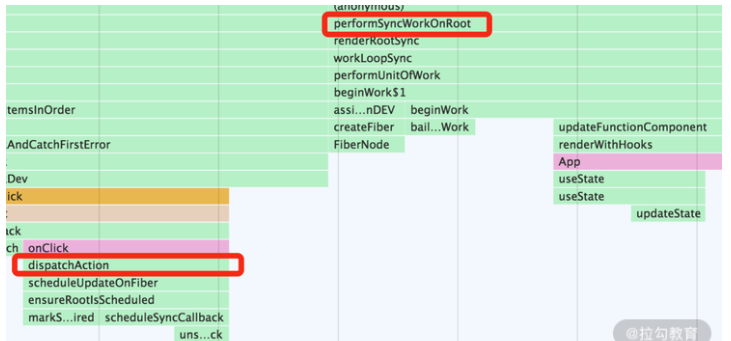 (anonymous)
performSyncWorkOnRoot
renderRootSync
workLoopSync
performUnitOfWork
beginWork$1
temsInOrder
assi...nDEV
beginWork
createFiber
bail...Work
updateFunctionComponent
AndCatchFirstError
FiberNode
renderWithHooks
App
Dev
useState
ick
useState
updateState
ack
ch
onClick
dispatchAction
scheduleUpdateOnFiber
ensureRootIsScheduled
markS...ired
scheduleSyncCallback
uns...ck
@拉勾教育